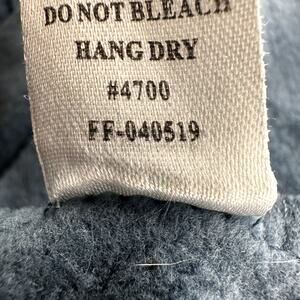 DO NOT BLEACH
HANG DRY
#4700
FF-040519